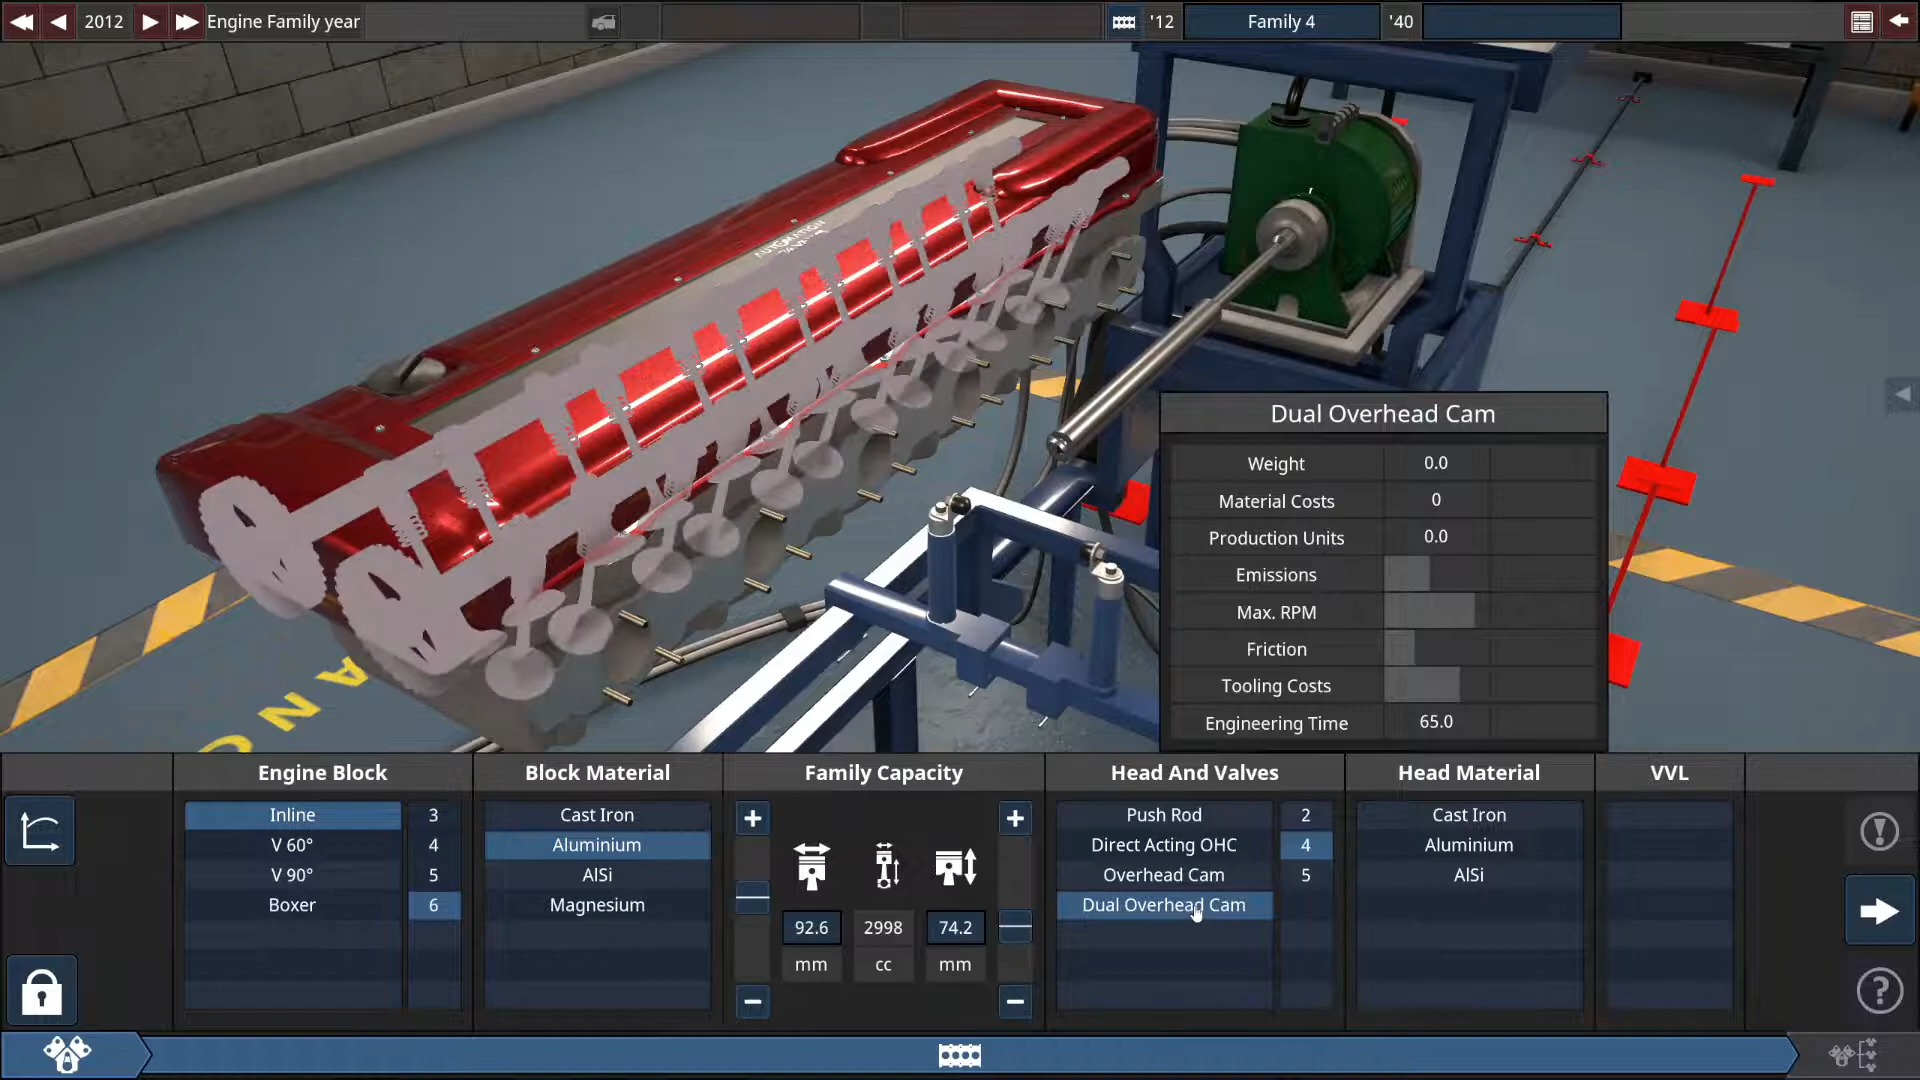 2012 Engine Family year '12 Family 4 '40
AUTOMATION
Dual Overhead Cam
Weight 0.0
Material Costs 0
Production Units 0.0
Emissions
Max. RPM
Friction
Tooling Costs
Engineering Time 65.0
Engine Block
Inline 3
V 60° 4
V 90° 5
Boxer 6
Block Material
Cast Iron
Aluminium
AlSi
Magnesium
Family Capacity
92.6 2998 74.2
mm cc mm
Head And Valves
Push Rod 2
Direct Acting OHC 4
Overhead Cam 5
Dual Overhead Cam
Head Material
Cast Iron
Aluminium
AlSi
VVL